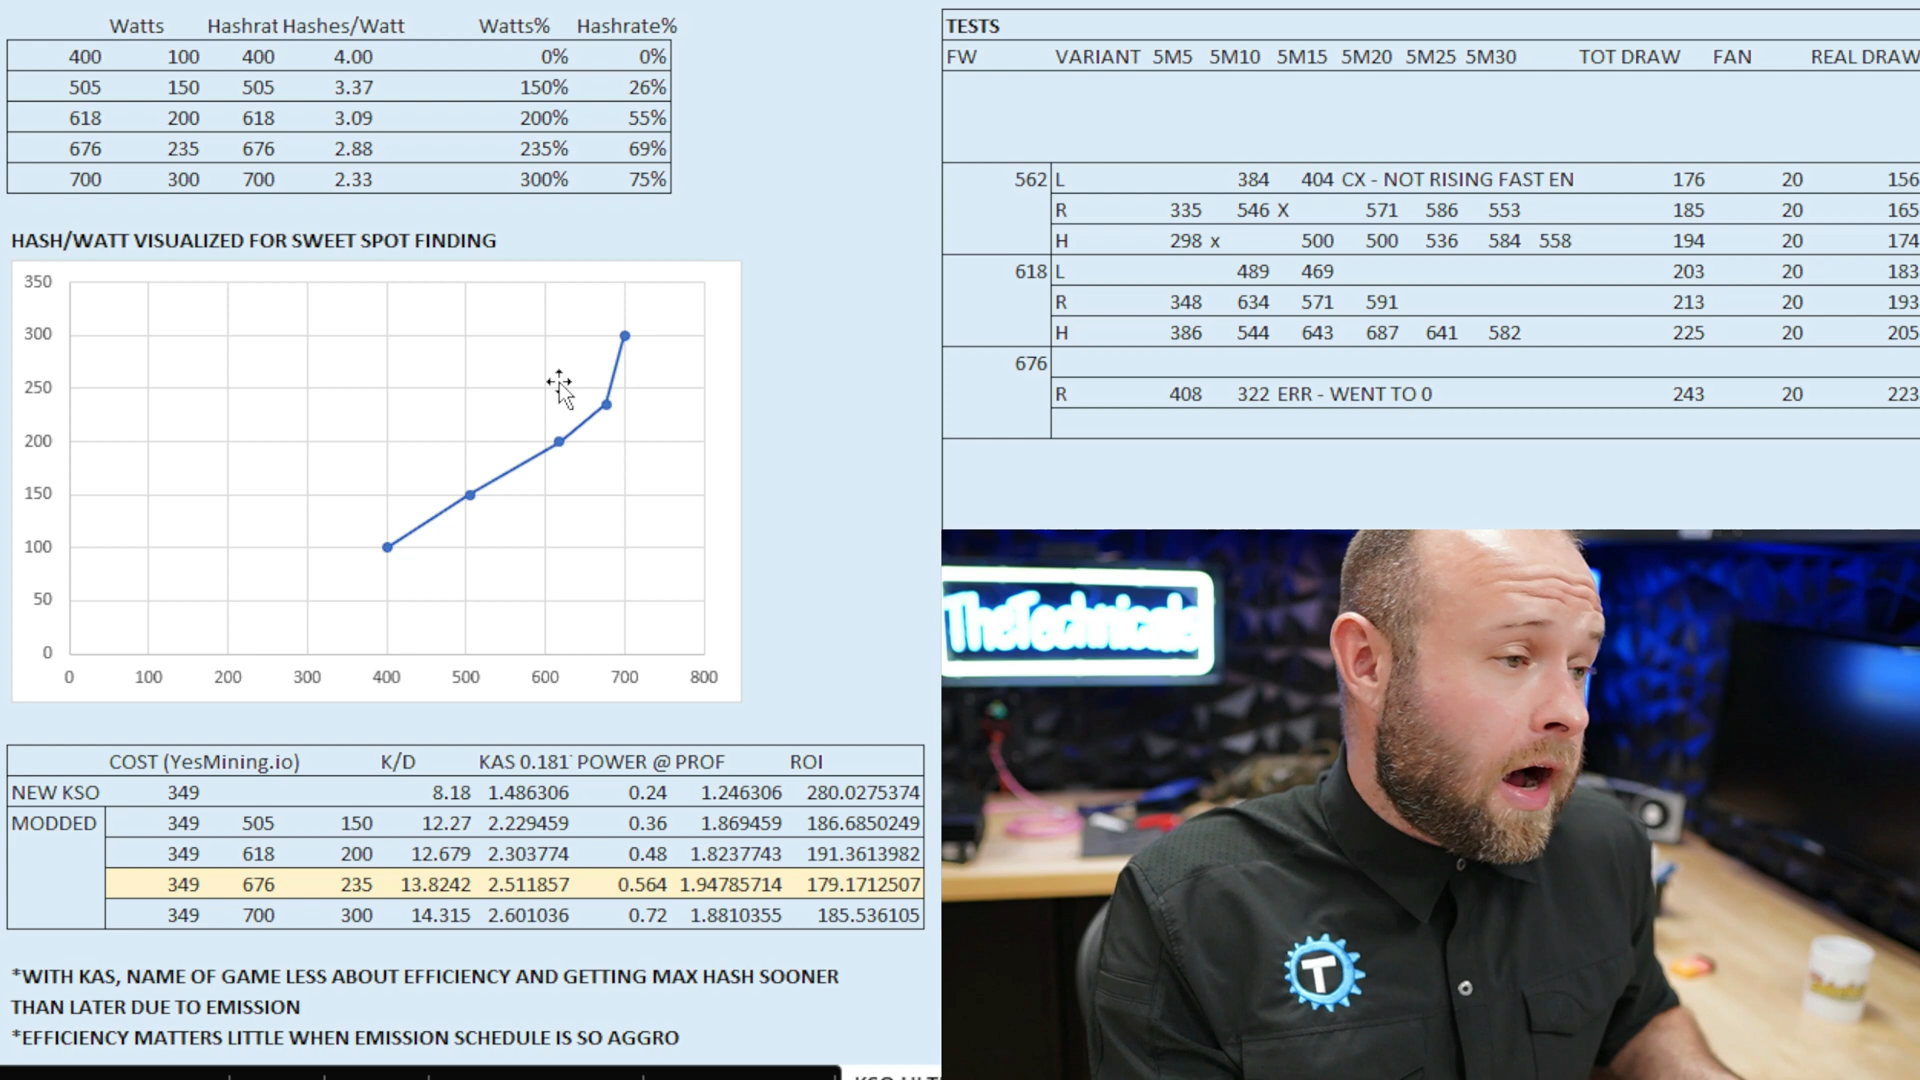 Watts Hashrat Hashes/Watt Watts% Hashrate%
400 100 400 4.00 0% 0%
505 150 505 3.37 150% 26%
618 200 618 3.09 200% 55%
676 235 676 2.88 235% 69%
700 300 700 2.33 300% 75%
HASH/WATT VISUALIZED FOR SWEET SPOT FINDING
350
300
250
200
150
100
50
0
0 100 200 300 400 500 600 700 800
COST (YesMining.io) K/D KAS 0.181 POWER @ PROF ROI
NEW KSO 349 8.18 1.486306 0.24 1.246306 280.0275374
MODDED 349 505 150 12.27 2.229459 0.36 1.869459 186.6850249
349 618 200 12.679 2.303774 0.48 1.8237743 191.3613982
349 676 235 13.8242 2.511857 0.564 1.94785714 179.1712507
349 700 300 14.315 2.601036 0.72 1.8810355 185.536105
*WITH KAS, NAME OF GAME LESS ABOUT EFFICIENCY AND GETTING MAX HASH SOONER
THAN LATER DUE TO EMISSION
*EFFICIENCY MATTERS LITTLE WHEN EMISSION SCHEDULE IS SO AGGRO
TESTS
FW VARIANT 5M5 5M10 5M15 5M20 5M25 5M30 TOT DRAW FAN REAL DRAW
562 L 384 404 CX - NOT RISING FAST EN 176 20 156
R 335 546 X 571 586 553 185 20 165
H 298 x 500 500 536 584 558 194 20 174
618 L 489 469 203 20 183
R 348 634 571 591 213 20 193
H 386 544 643 687 641 582 225 20 205
676
R 408 322 ERR - WENT TO 0 243 20 223
TheTechnicals
T